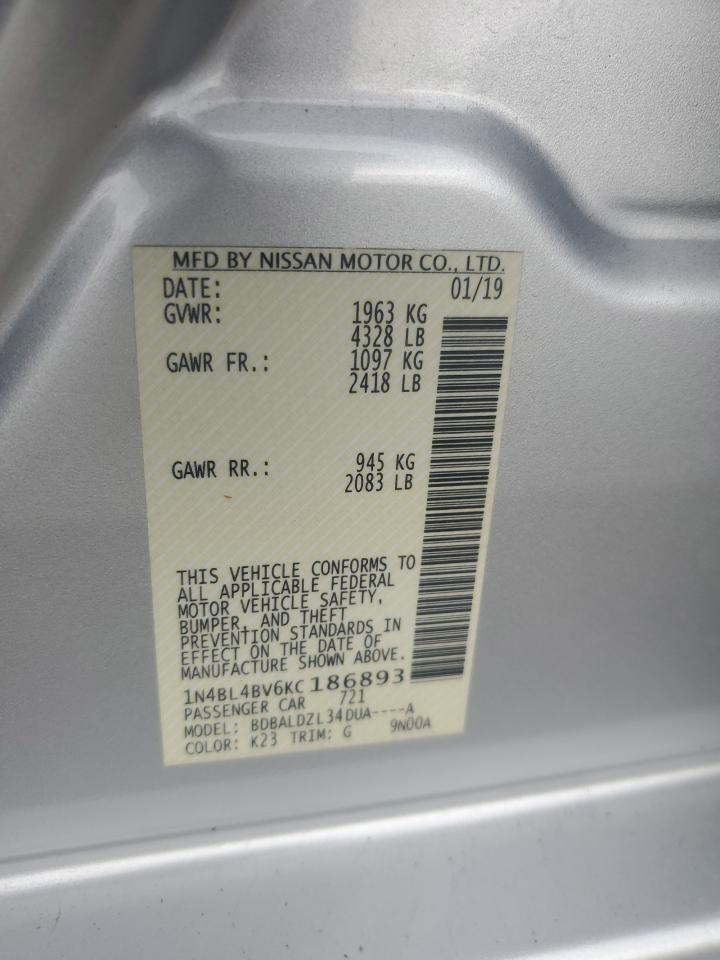 MFD BY NISSAN MOTOR CO., LTD.
DATE: 01/19
GVWR: 1963 KG
4328 LB
GAWR FR.: 1097 KG
2418 LB
GAWR RR.: 945 KG
2083 LB
THIS VEHICLE CONFORMS TO
ALL APPLICABLE FEDERAL
MOTOR VEHICLE SAFETY,
BUMPER, AND THEFT
PREVENTION STANDARDS IN
EFFECT ON THE DATE OF
MANUFACTURE SHOWN ABOVE.
1N4BL4BV6KC186893
PASSENGER CAR 721
MODEL: BDBALDZL34DUA----A
COLOR: K23 TRIM: G 9N00A